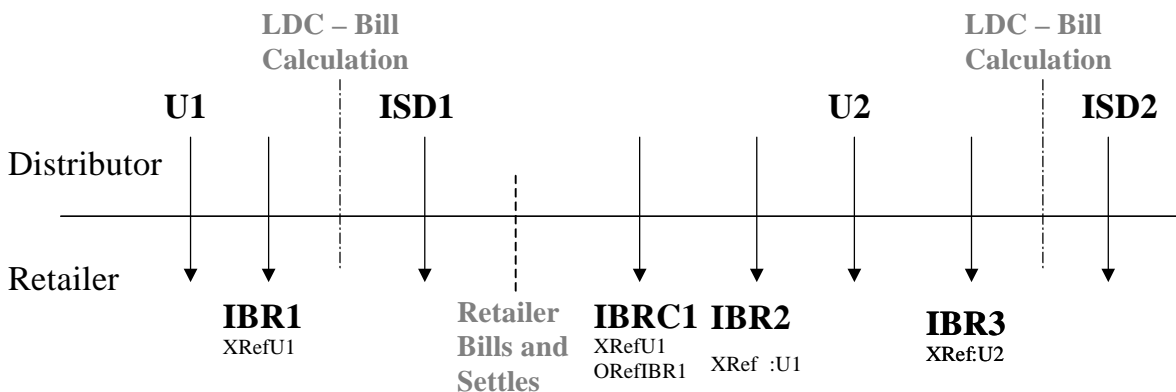 LDC – Bill
Calculation
LDC – Bill
Calculation
U1
ISD1
U2
ISD2
Distributor
Retailer
IBR1
XRefU1
Retailer
Bills and
Settles
IBRC1
XRefU1
ORefIBR1
IBR2
XRef :U1
IBR3
XRef:U2